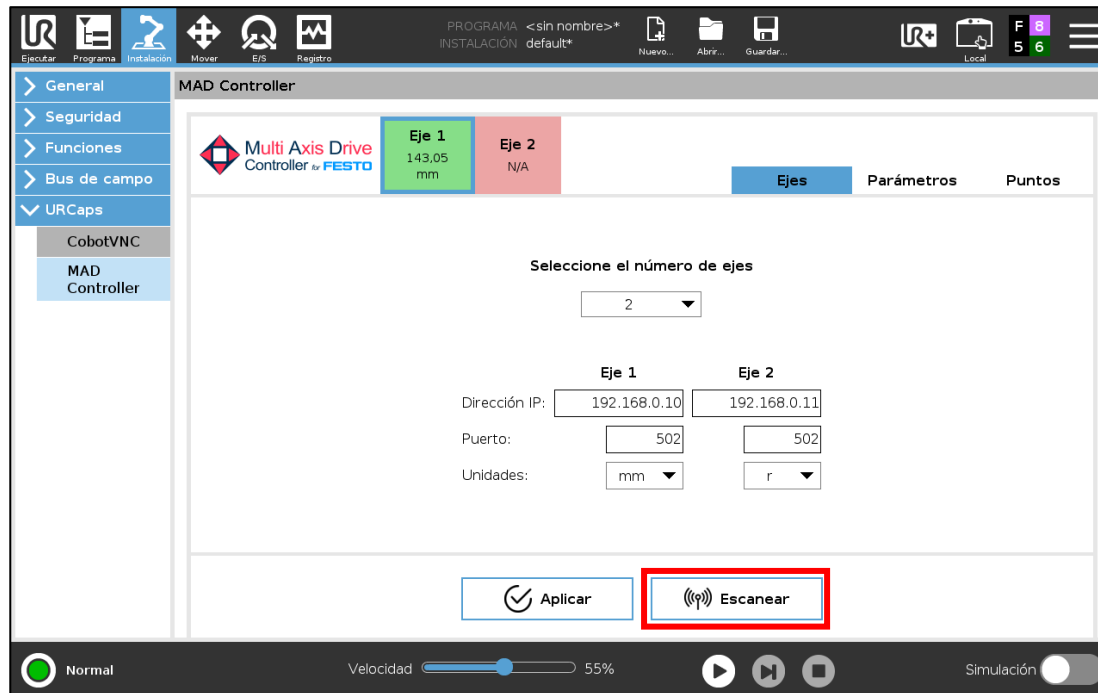 PROGRAMA <sin nombre>*
INSTALACIÓN default*
UR
Ejecutar
Programa
Instalación
Mover
E/S
Registro
Nuevo...
Abrir...
Guardar...
UR+
Local
F 8
5 6
General
Seguridad
Funciones
Bus de campo
URCaps
CobotVNC
MAD
Controller
MAD Controller
Multi Axis Drive
Controller for FESTO
Eje 1
143,05
mm
Eje 2
N/A
Ejes
Parámetros
Puntos
Seleccione el número de ejes
2
Eje 1 Eje 2
Dirección IP: 192.168.0.10 192.168.0.11
Puerto: 502 502
Unidades: mm r
Aplicar
Escanear
Normal
Velocidad 55%
Simulación